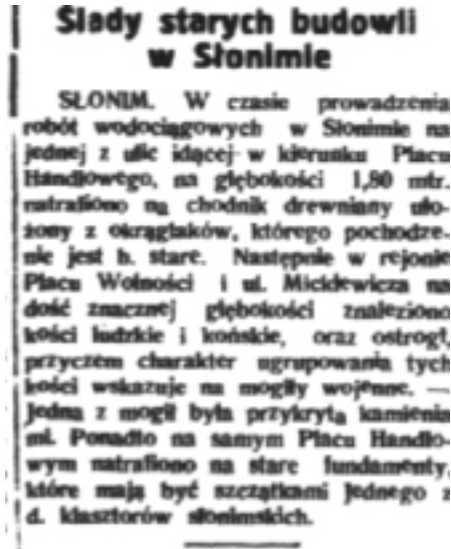 Ślady starych budowli
w Słonimie
SŁONIM. W czasie prowadzenia
robót wodociągowych w Słonimie na
jednej z ulic idącej w kierunku Placu
Handlowego, na głębokości 1,80 mtr.
natrafiono na chodnik drewniany uło-
żony z okrąglaków, którego pochodze-
nie jest b. stare. Następnie w rejonie
Placu Wolności i ul. Mickiewicza na
dość znacznej głębokości znaleziono
kości ludzkie i końskie, oraz ostrogi,
przyczem charakter ugrupowania tych
kości wskazuje na mogiły wojenne. —
Jedna z mogił była przykryta kamienia
mi. Ponadto na samym Placu Handlo-
wym natrafiono na stare fundamenty,
które mają być szczątkami jednego z
d. klasztorów słonimskich.